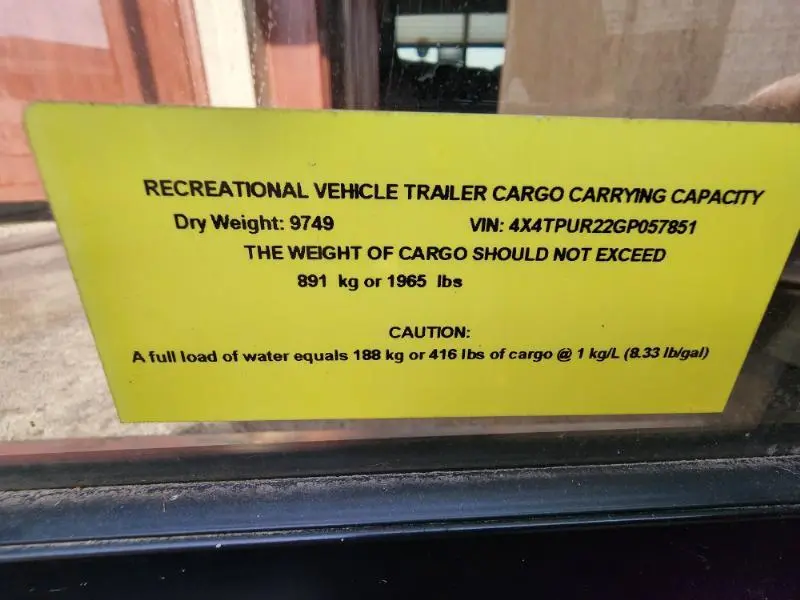 RECREATIONAL VEHICLE TRAILER CARGO CARRYING CAPACITY
Dry Weight: 9749 VIN: 4X4TPUR22GP057851
THE WEIGHT OF CARGO SHOULD NOT EXCEED
891 kg or 1965 lbs
CAUTION:
A full load of water equals 188 kg or 416 lbs of cargo @ 1 kg/L (8.33 lb/gal)